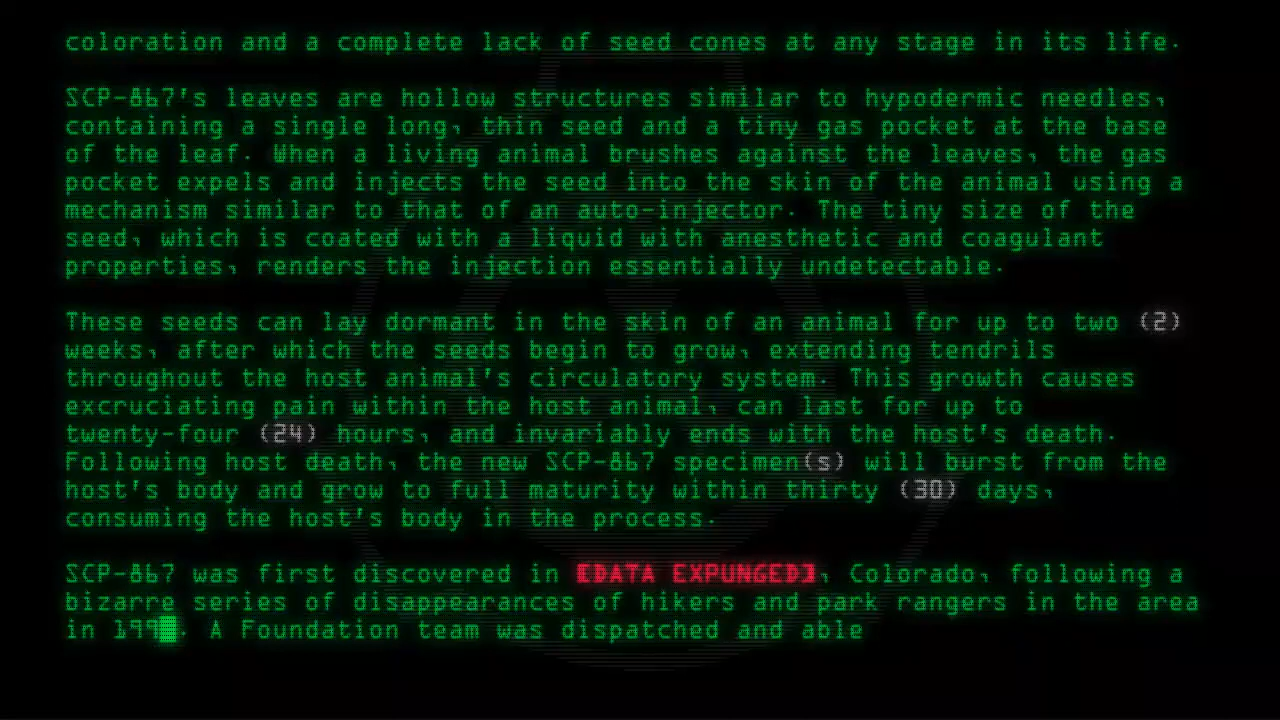 coloration and a complete lack of seed cones at any stage in its life.
SCP-867's leaves are hollow structures similar to hypodermic needles,
containing a single long, thin seed and a tiny gas pocket at the base
of the leaf. When a living animal brushes against the leaves, the gas
pocket expels and injects the seed into the skin of the animal using a
mechanism similar to that of an auto-injector. The tiny size of the
seed, which is coated with a liquid with anesthetic and coagulant
properties, renders the injection essentially undetectable.
These seeds can lay dormant in the skin of an animal for up to two (2)
weeks, after which the seeds begin to grow, extending tendrils
throughout the host animal's circulatory system. This growth causes
excruciating pain within the host animal, can last for up to
twenty-four (24) hours, and invariably ends with the host's death.
Following host death, the new SCP-867 specimen(s) will burst from the
host's body and grow to full maturity within thirty (30) days,
consuming the host's body in the process.
SCP-867 was first discovered in [DATA EXPUNGED], Colorado, following a
bizarre series of disappearances of hikers and park rangers in the area
in 199█. A Foundation team was dispatched and able